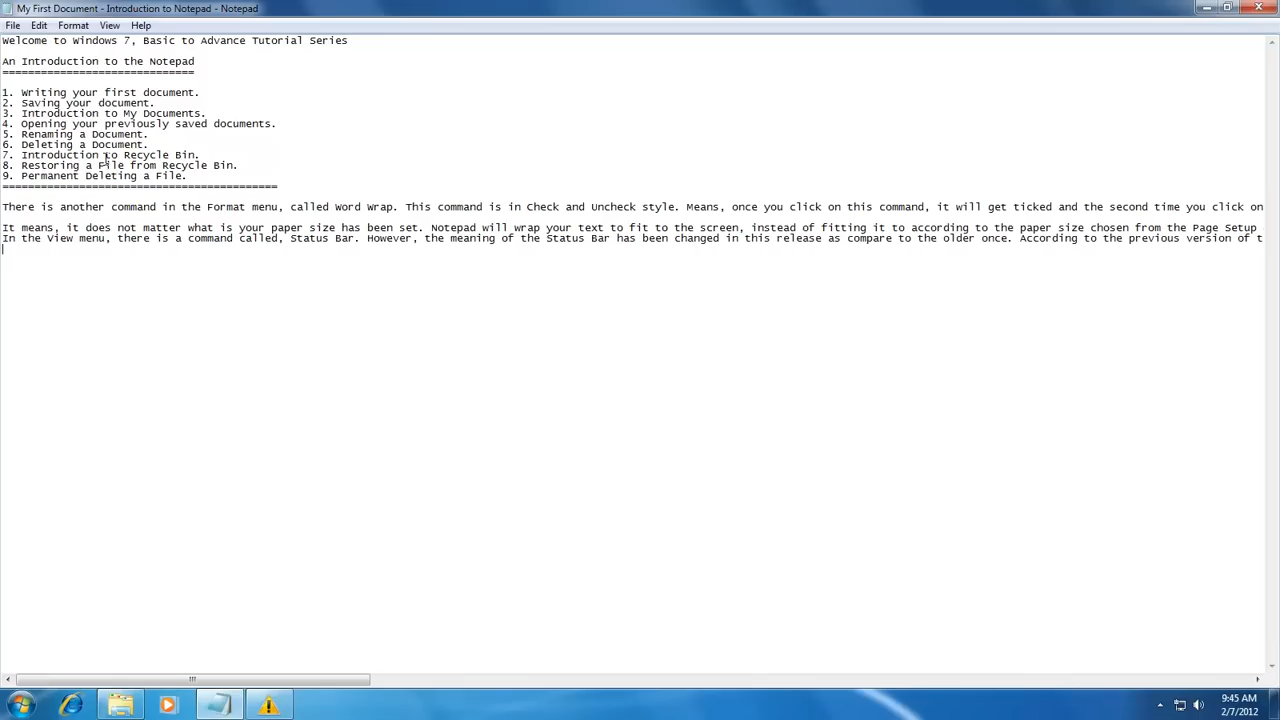 My First Document - Introduction to Notepad - Notepad
File Edit Format View Help
Welcome to Windows 7, Basic to Advance Tutorial Series
An Introduction to the Notepad
==============================
1. Writing your first document.
2. Saving your document.
3. Introduction to My Documents.
4. Opening your previously saved documents.
5. Renaming a Document.
6. Deleting a Document.
7. Introduction to Recycle Bin.
8. Restoring a File from Recycle Bin.
9. Permanent Deleting a File.
===========================================
There is another command in the Format menu, called Word Wrap. This command is in Check and Uncheck style. Means, once you click on this command, it will get ticked and the second time you click on
It means, it does not matter what is your paper size has been set. Notepad will wrap your text to fit to the screen, instead of fitting it to according to the paper size chosen from the Page Setup
In the View menu, there is a command called, Status Bar. However, the meaning of the Status Bar has been changed in this release as compare to the older once. According to the previous version of t
9:45 AM
2/7/2012